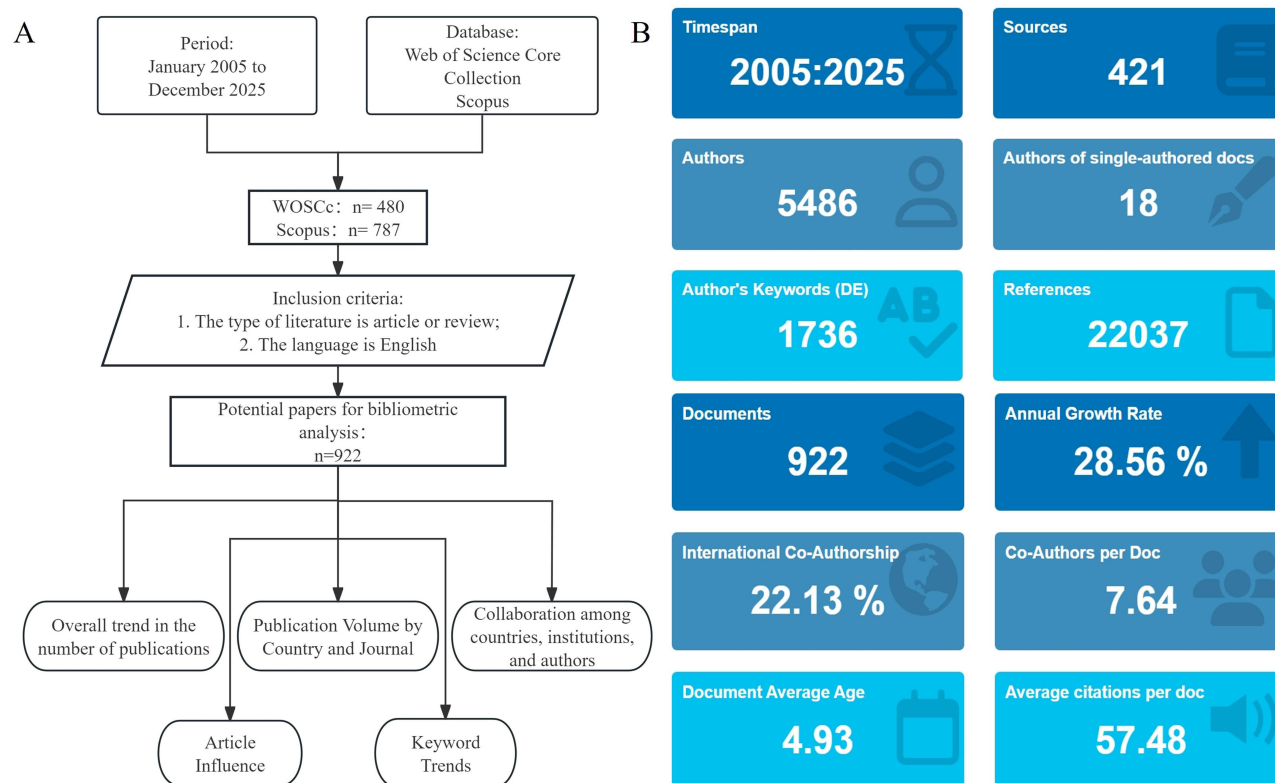 A
Period:
January 2005 to
December 2025
Database:
Web of Science Core
Collection
Scopus
WOSCc：n= 480
Scopus：n= 787
Inclusion criteria:
1. The type of literature is article or review;
2. The language is English
Potential papers for bibliometric
analysis：
n=922
Overall trend in the
number of publications
Publication Volume by
Country and Journal
Collaboration among
countries, institutions,
and authors
Article
Influence
Keyword
Trends
B
Timespan
2005:2025
Sources
421
Authors
5486
Authors of single-authored docs
18
Author's Keywords (DE)
1736
AB
References
22037
Documents
922
Annual Growth Rate
28.56 %
International Co-Authorship
22.13 %
Co-Authors per Doc
7.64
Document Average Age
4.93
Average citations per doc
57.48